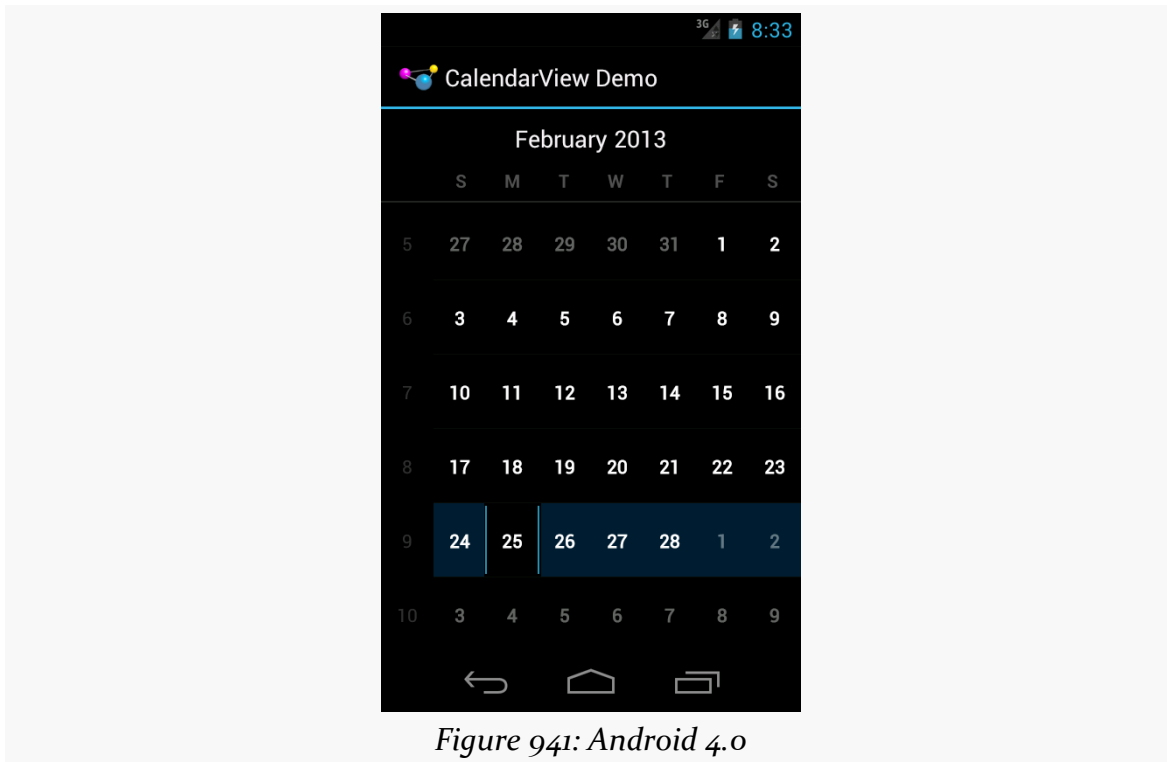 3G 8:33
CalendarView Demo
February 2013
S M T W T F S
5 27 28 29 30 31 1 2
6 3 4 5 6 7 8 9
7 10 11 12 13 14 15 16
8 17 18 19 20 21 22 23
9 24 25 26 27 28 1 2
10 3 4 5 6 7 8 9
Figure 941: Android 4.0